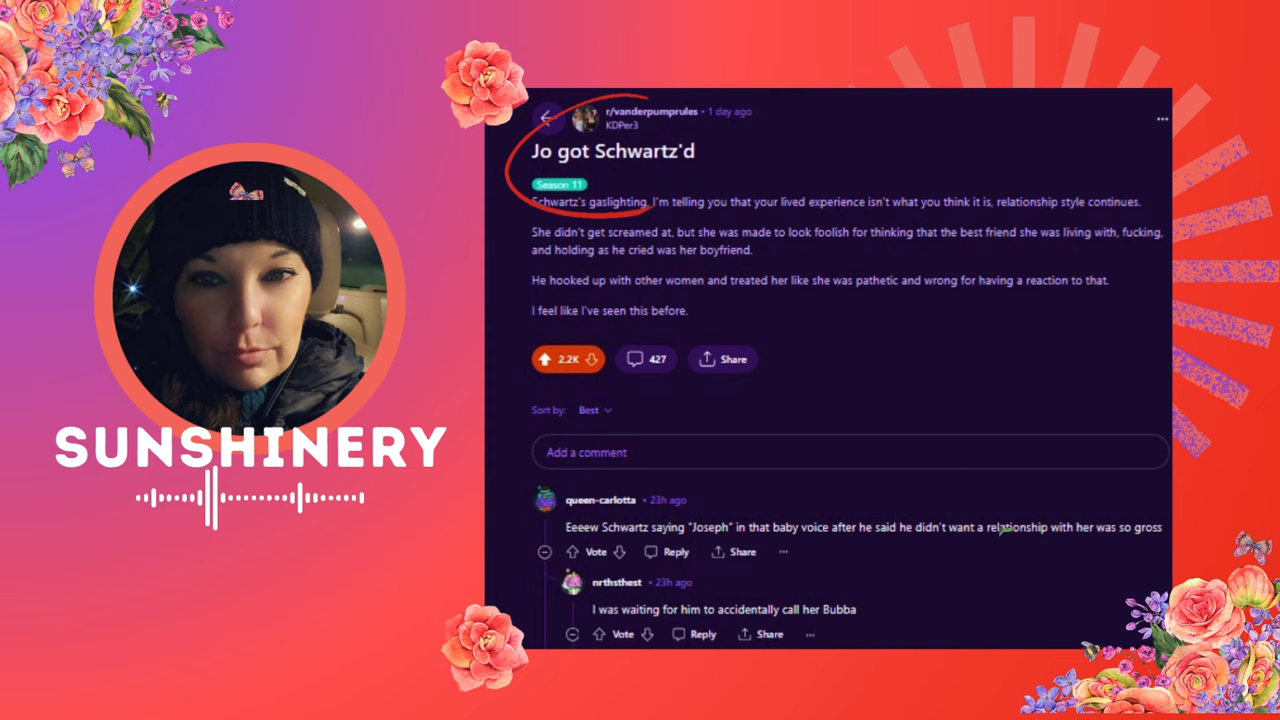 SUNSHINERY
r/vanderpumprules • 1 day ago
KDPer3
Jo got Schwartz'd
Season 11
Schwartz's gaslighting, I'm telling you that your lived experience isn't what you think it is, relationship style continues.
She didn't get screamed at, but she was made to look foolish for thinking that the best friend she was living with, fucking,
and holding as he cried was her boyfriend.
He hooked up with other women and treated her like she was pathetic and wrong for having a reaction to that.
I feel like I've seen this before.
2.2K 427 Share
Sort by: Best
Add a comment
queen-carlotta • 23h ago
Eeeew Schwartz saying "Joseph" in that baby voice after he said he didn't want a relationship with her was so gross
Vote Reply Share ...
nrthsthest • 23h ago
I was waiting for him to accidentally call her Bubba
Vote Reply Share ...